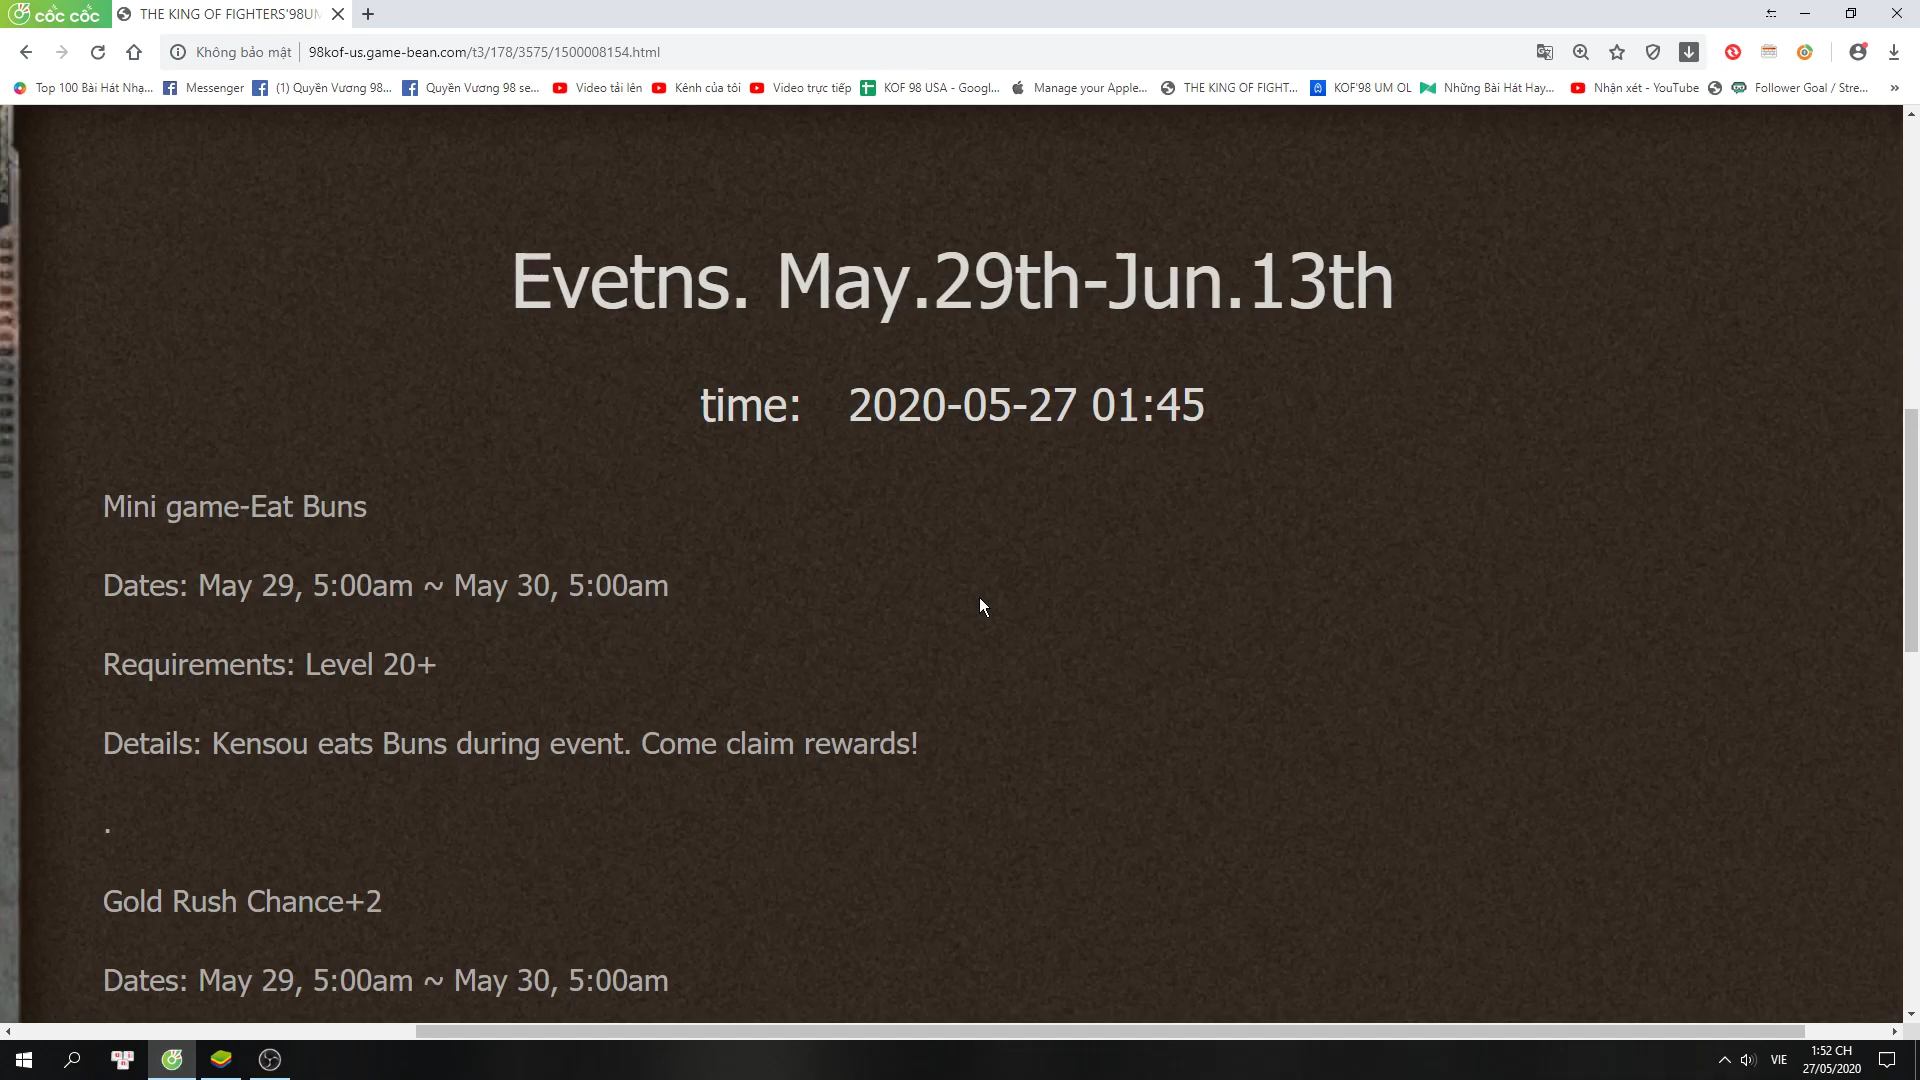 cốc cốc
THE KING OF FIGHTERS'98UM
Không bảo mật
98kof-us.game-bean.com/t3/178/3575/1500008154.html
Top 100 Bài Hát Nhạ...
Messenger
(1) Quyền Vương 98...
Quyền Vương 98 se...
Video tải lên
Kênh của tôi
Video trực tiếp
KOF 98 USA - Googl...
Manage your Apple...
THE KING OF FIGHT...
KOF'98 UM OL
Những Bài Hát Hay...
Nhận xét - YouTube
Follower Goal / Stre...
Evetns. May.29th-Jun.13th
time: 2020-05-27 01:45
Mini game-Eat Buns
Dates: May 29, 5:00am ~ May 30, 5:00am
Requirements: Level 20+
Details: Kensou eats Buns during event. Come claim rewards!
.
Gold Rush Chance+2
Dates: May 29, 5:00am ~ May 30, 5:00am
VIE
1:52 CH
27/05/2020